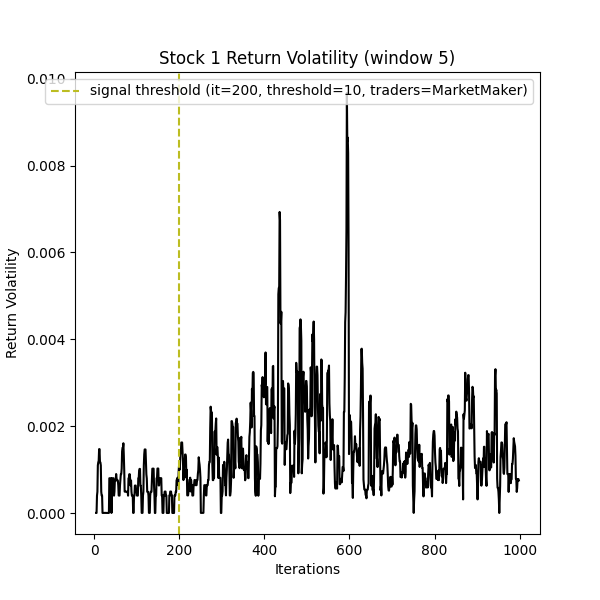 Stock 1 Return Volatility (window 5)
0.010
signal threshold (it=200, threshold=10, traders=MarketMaker)
0.008
0.006
0.004
0.002
0.000
Return Volatility
0 200 400 600 800 1000
Iterations